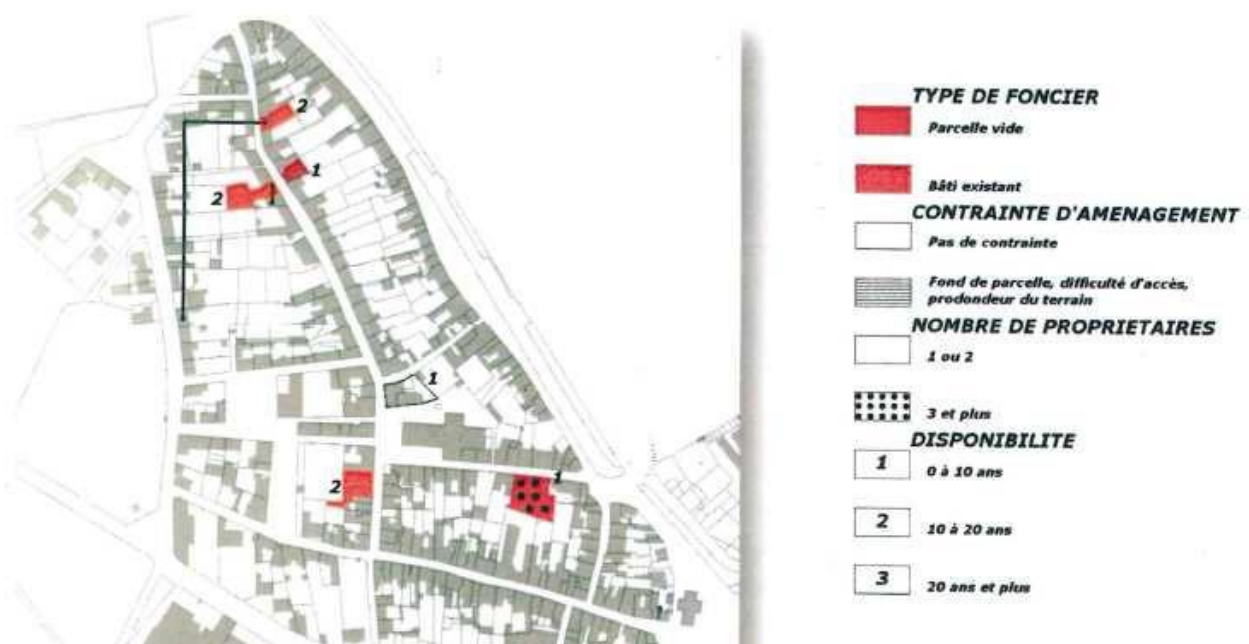 2
1
2
1
1
2
1
TYPE DE FONCIER
Parcelle vide
Bâti existant
CONTRAINTE D'AMENAGEMENT
Pas de contrainte
Fond de parcelle, difficulté d'accès,
prodondeur du terrain
NOMBRE DE PROPRIETAIRES
1 ou 2
3 et plus
DISPONIBILITE
1 0 à 10 ans
2 10 à 20 ans
3 20 ans et plus